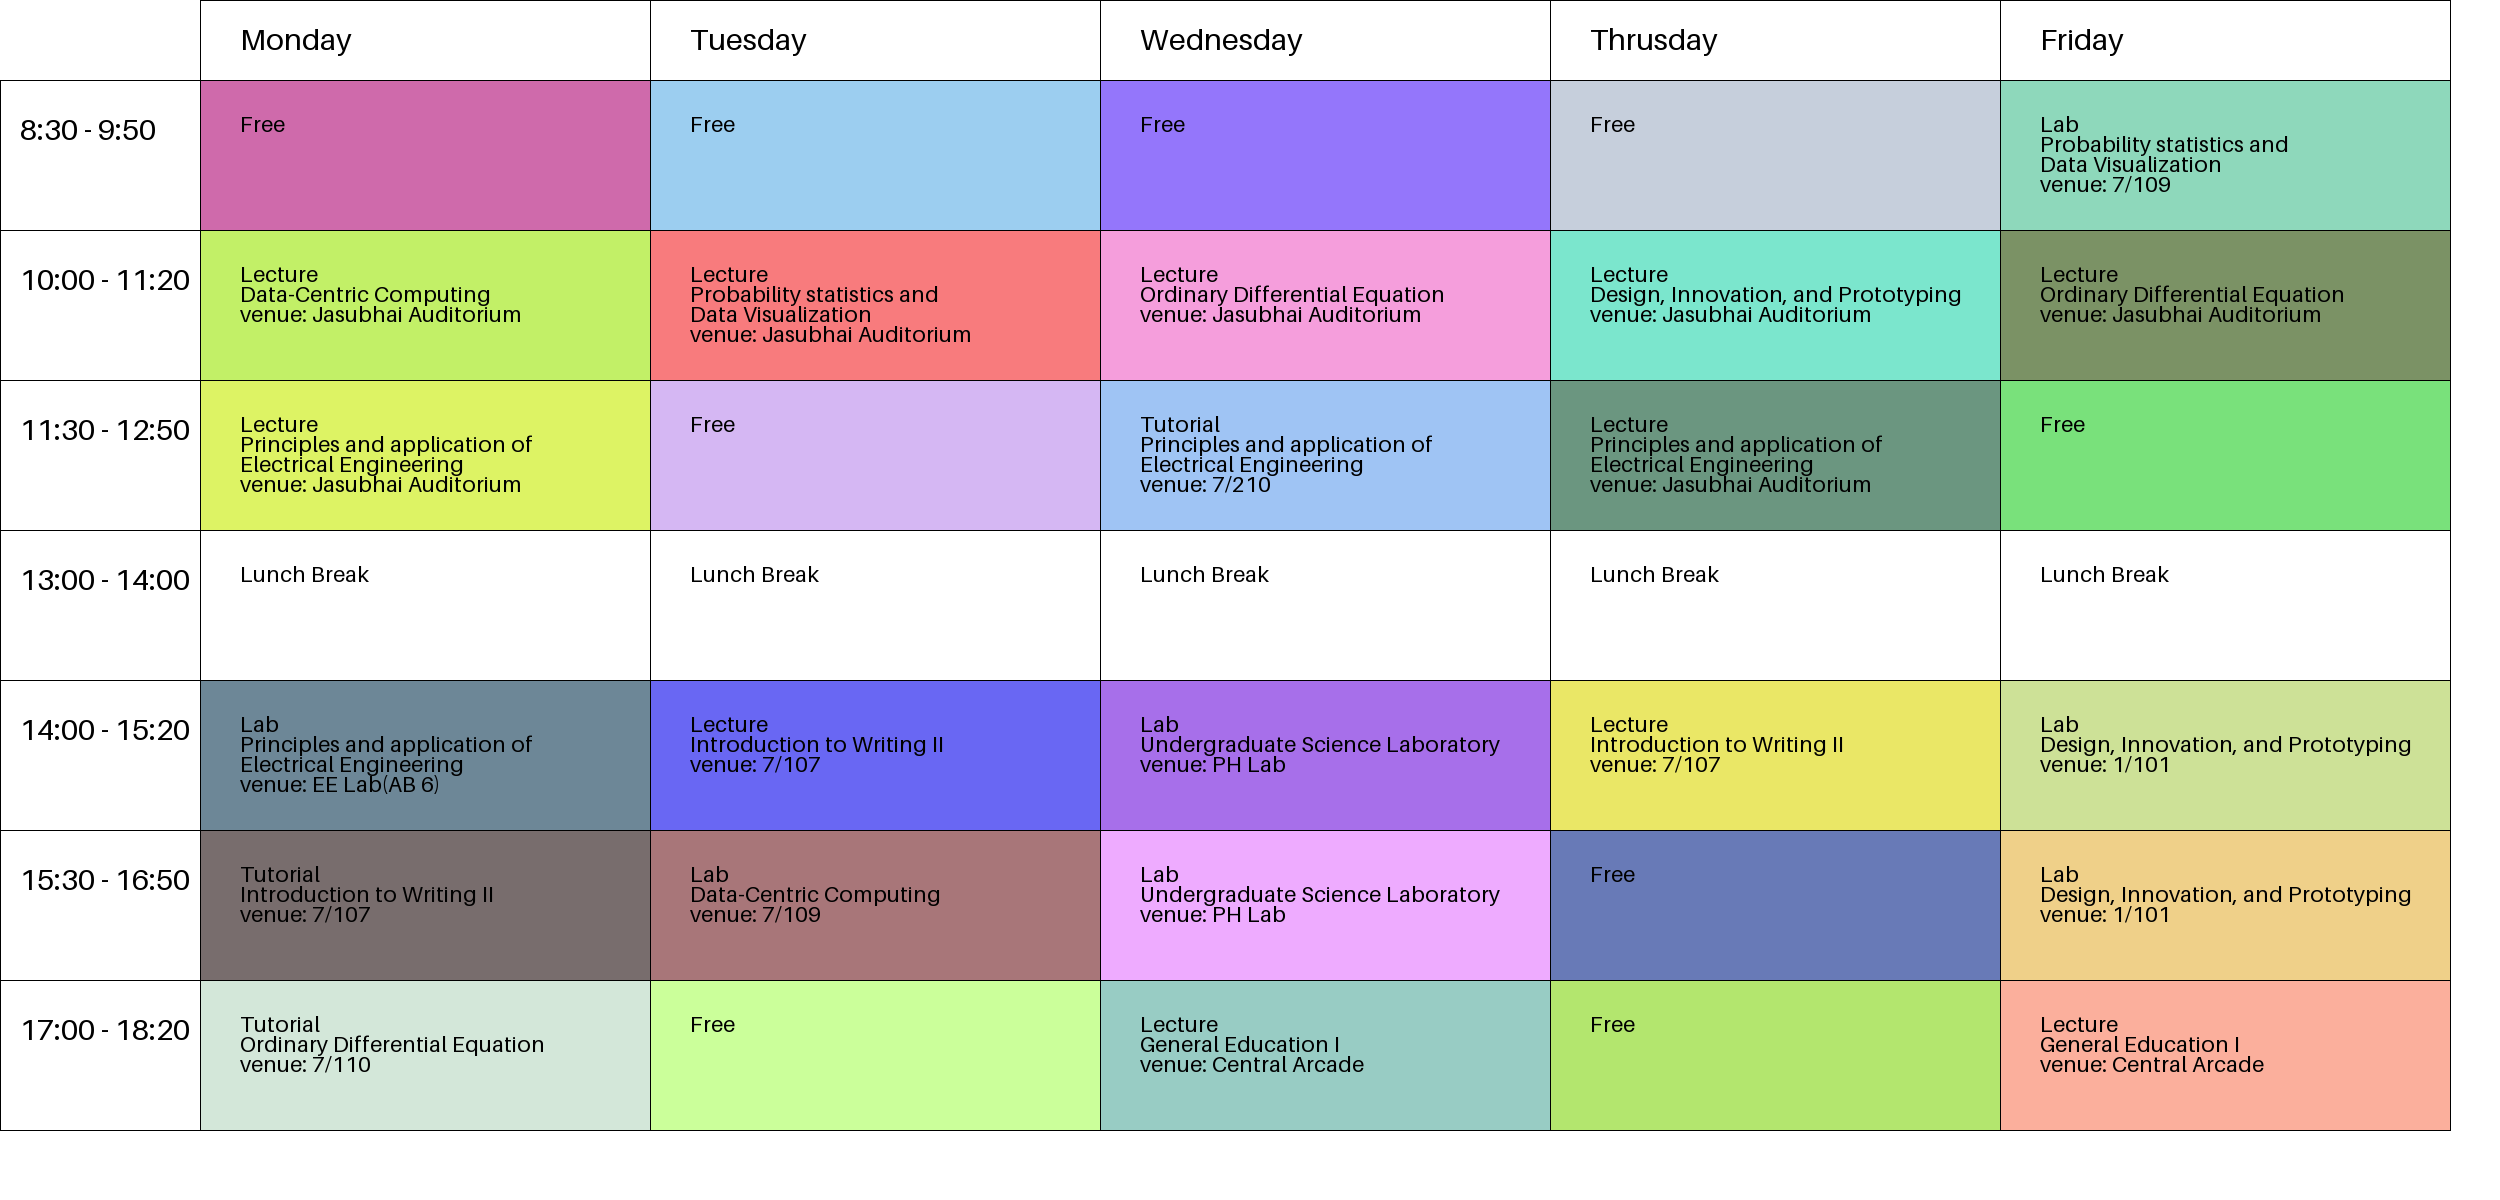 Monday
Tuesday
Wednesday
Thrusday
Friday
8:30 - 9:50
Free
Free
Free
Free
Lab
Probability statistics and
Data Visualization
venue: 7/109
10:00 - 11:20
Lecture
Data-Centric Computing
venue: Jasubhai Auditorium
Lecture
Probability statistics and
Data Visualization
venue: Jasubhai Auditorium
Lecture
Ordinary Differential Equation
venue: Jasubhai Auditorium
Lecture
Design, Innovation, and Prototyping
venue: Jasubhai Auditorium
Lecture
Ordinary Differential Equation
venue: Jasubhai Auditorium
11:30 - 12:50
Lecture
Principles and application of
Electrical Engineering
venue: Jasubhai Auditorium
Free
Tutorial
Principles and application of
Electrical Engineering
venue: 7/210
Lecture
Principles and application of
Electrical Engineering
venue: Jasubhai Auditorium
Free
13:00 - 14:00
Lunch Break
Lunch Break
Lunch Break
Lunch Break
Lunch Break
14:00 - 15:20
Lab
Principles and application of
Electrical Engineering
venue: EE Lab(AB 6)
Lecture
Introduction to Writing II
venue: 7/107
Lab
Undergraduate Science Laboratory
venue: PH Lab
Lecture
Introduction to Writing II
venue: 7/107
Lab
Design, Innovation, and Prototyping
venue: 1/101
15:30 - 16:50
Tutorial
Introduction to Writing II
venue: 7/107
Lab
Data-Centric Computing
venue: 7/109
Lab
Undergraduate Science Laboratory
venue: PH Lab
Free
Lab
Design, Innovation, and Prototyping
venue: 1/101
17:00 - 18:20
Tutorial
Ordinary Differential Equation
venue: 7/110
Free
Lecture
General Education I
venue: Central Arcade
Free
Lecture
General Education I
venue: Central Arcade